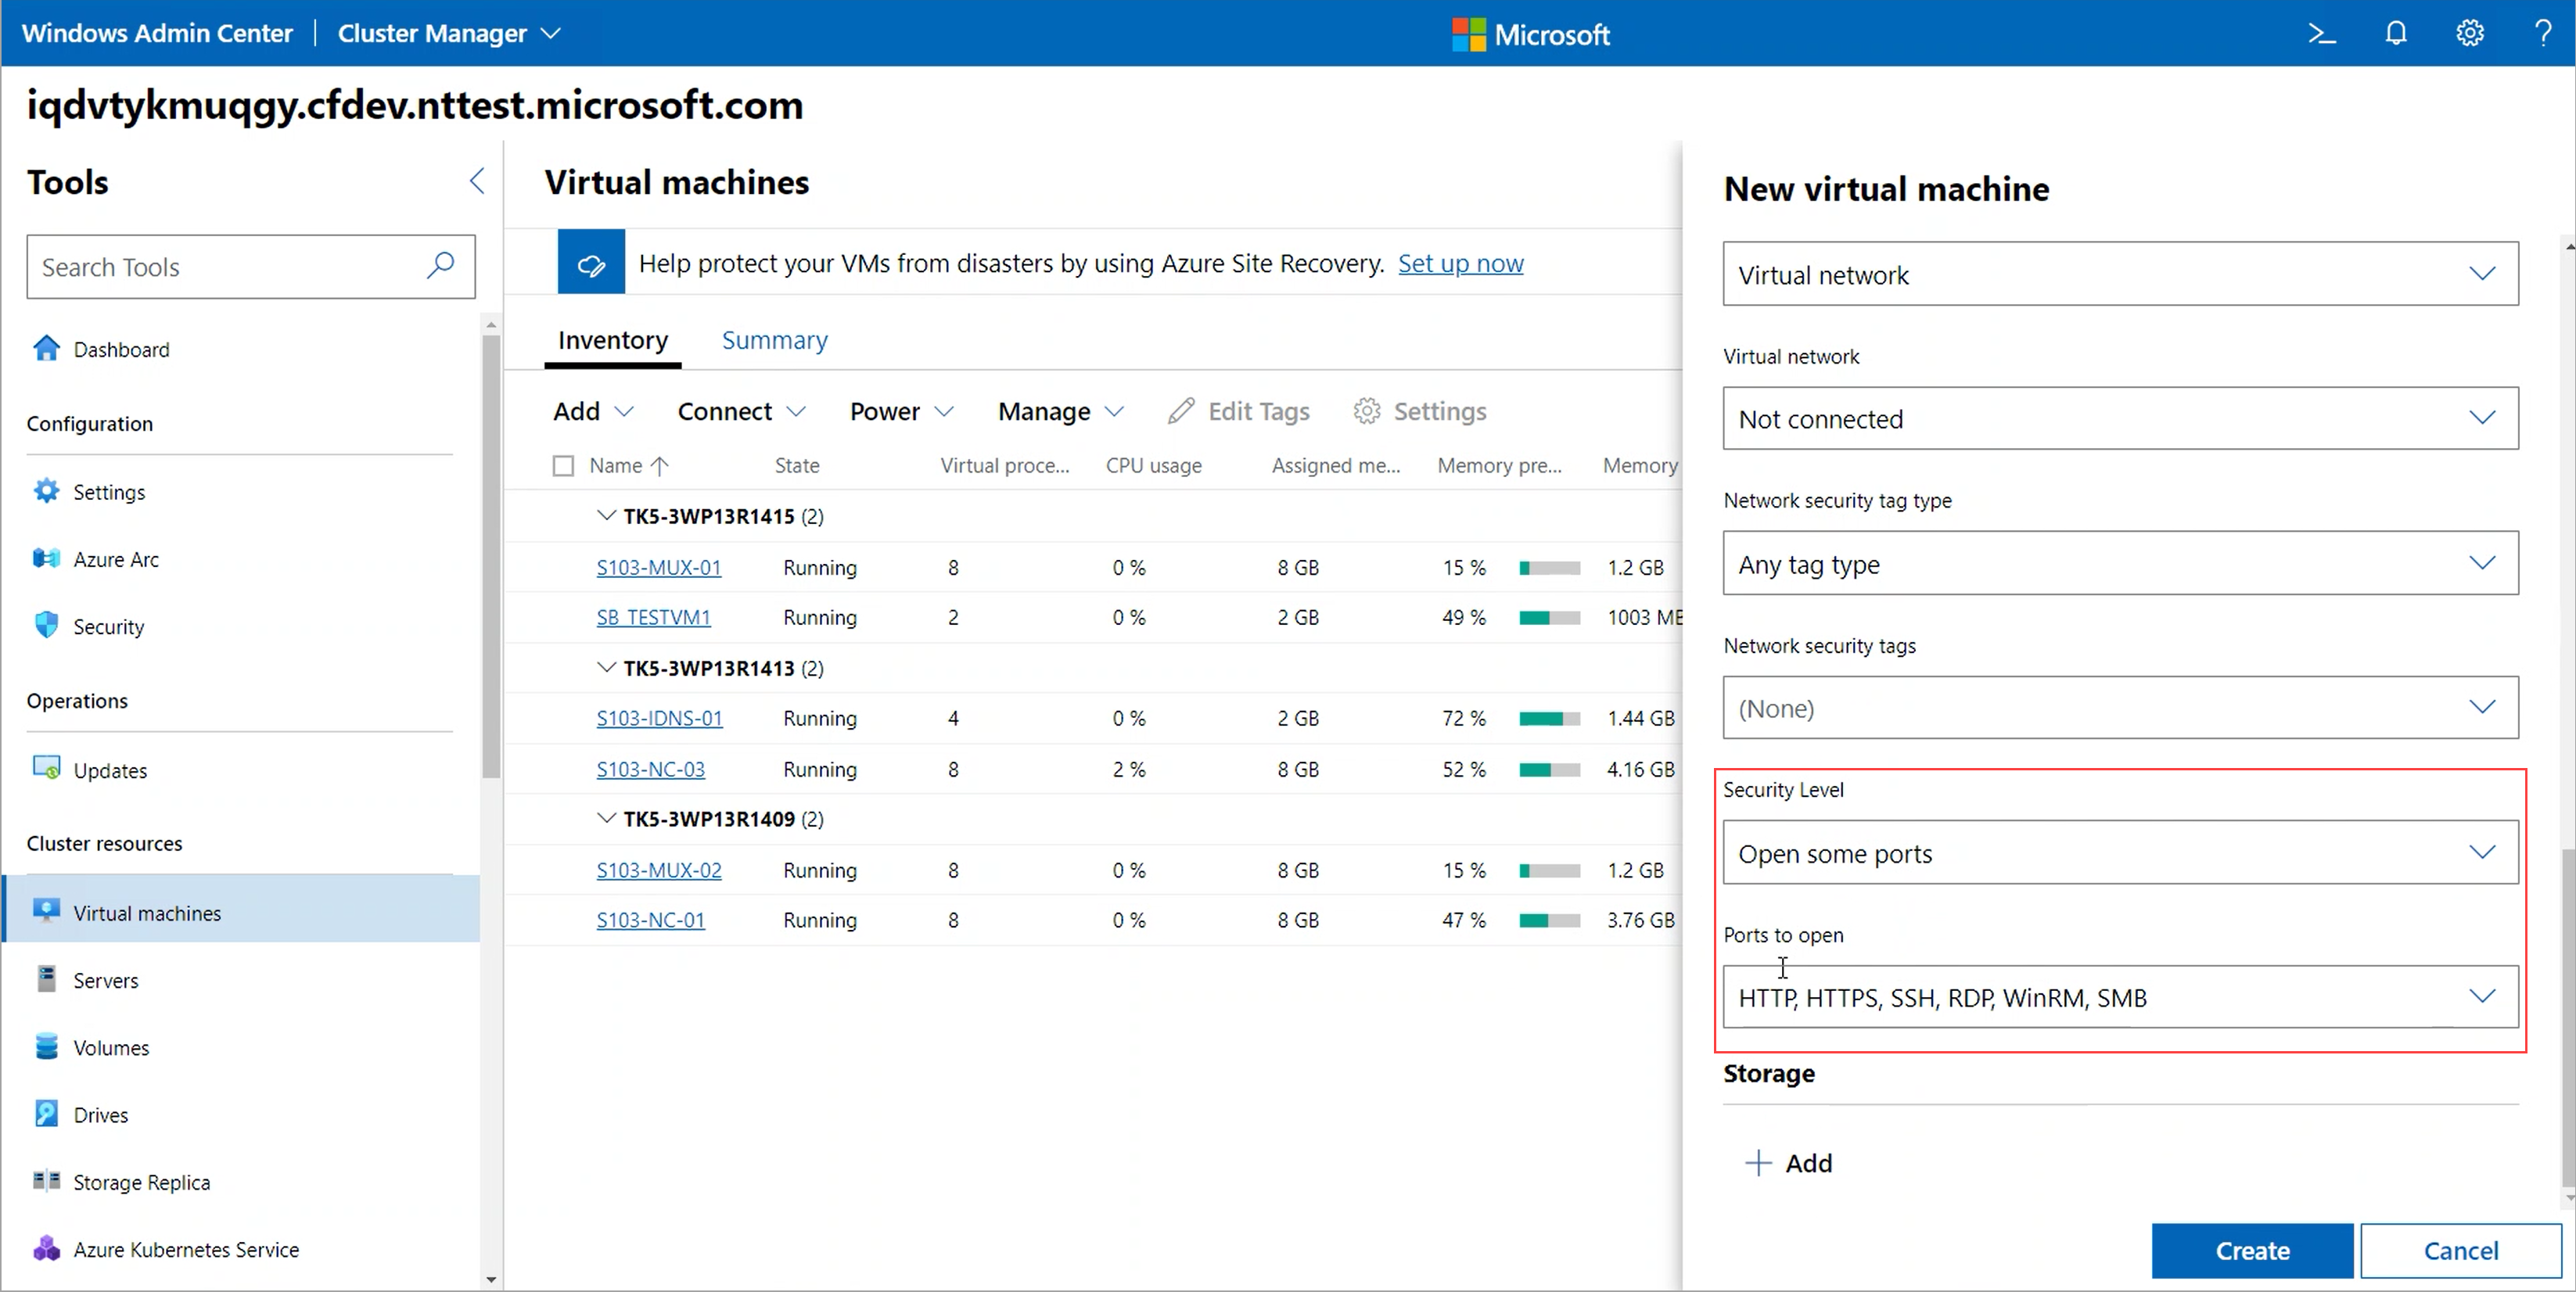 Windows Admin Center | Cluster Manager
Microsoft
iqdvtykmuqgy.cfdev.nttest.microsoft.com
Tools
Search Tools
Dashboard
Configuration
Settings
Azure Arc
Security
Operations
Updates
Cluster resources
Virtual machines
Servers
Volumes
Drives
Storage Replica
Azure Kubernetes Service
Virtual machines
Help protect your VMs from disasters by using Azure Site Recovery. Set up now
Inventory Summary
Add Connect Power Manage Edit Tags Settings
Name State Virtual proce... CPU usage Assigned me... Memory pre... Memory
TK5-3WP13R1415 (2)
S103-MUX-01 Running 8 0 % 8 GB 15 % 1.2 GB
SB_TESTVM1 Running 2 0 % 2 GB 49 % 1003 MB
TK5-3WP13R1413 (2)
S103-IDNS-01 Running 4 0 % 2 GB 72 % 1.44 GB
S103-NC-03 Running 8 2 % 8 GB 52 % 4.16 GB
TK5-3WP13R1409 (2)
S103-MUX-02 Running 8 0 % 8 GB 15 % 1.2 GB
S103-NC-01 Running 8 0 % 8 GB 47 % 3.76 GB
New virtual machine
Virtual network
Virtual network
Not connected
Network security tag type
Any tag type
Network security tags
(None)
Security Level
Open some ports
Ports to open
HTTP, HTTPS, SSH, RDP, WinRM, SMB
Storage
Add
Create Cancel